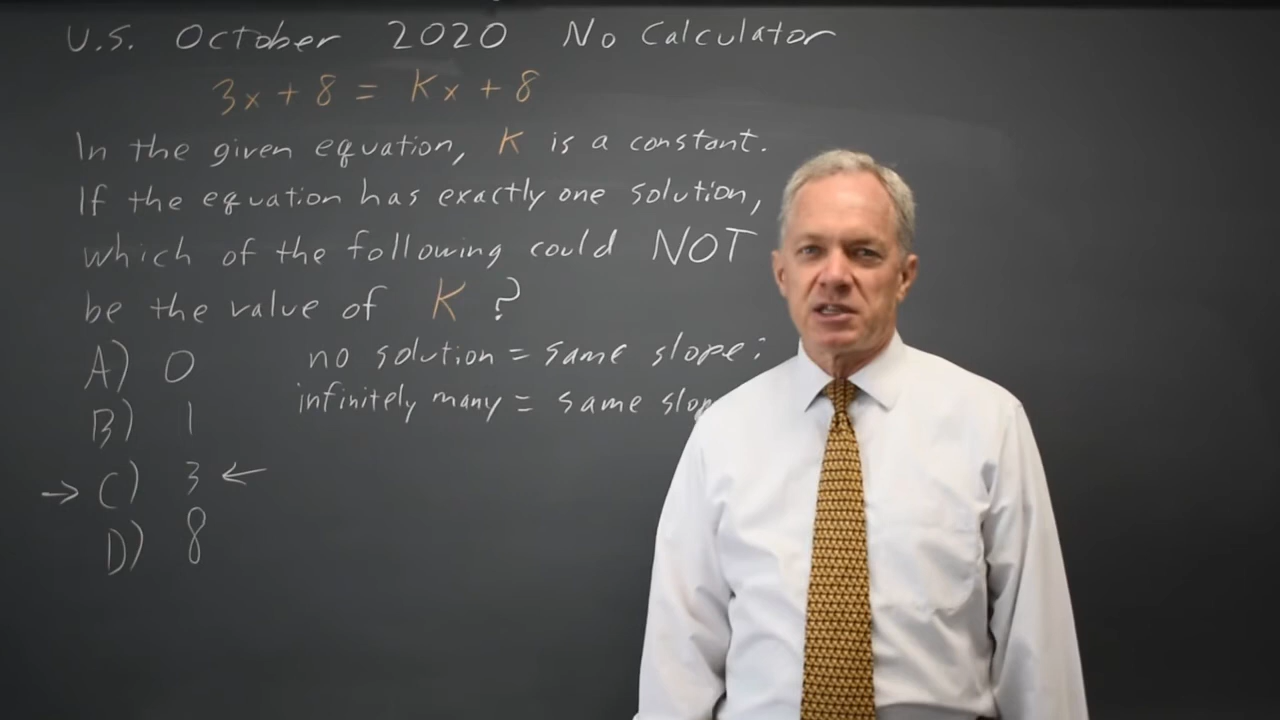 U.S. October 2020 No Calculator
3x + 8 = Kx + 8
In the given equation, K is a constant.
If the equation has exactly one solution,
which of the following could NOT
be the value of K?
A) 0
no solution = same slope;
B) 1
infinitely many = same
→ C) 3 ←
D) 8